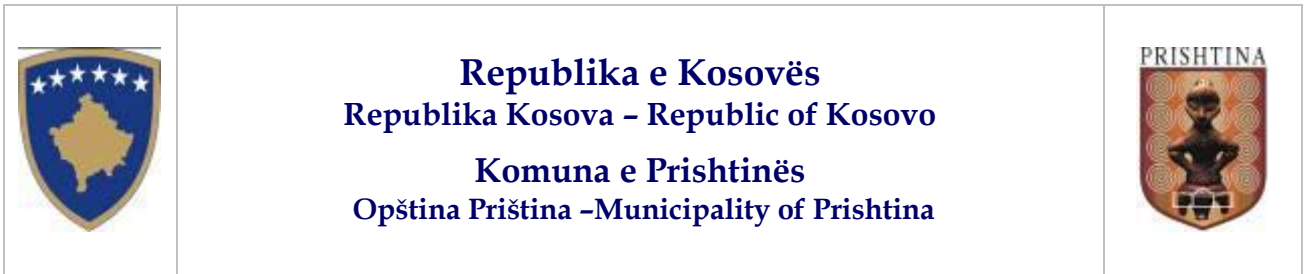 Republika e Kosovës
Republika Kosova – Republic of Kosovo
Komuna e Prishtinës
Opština Priština –Municipality of Prishtina
PRISHTINA